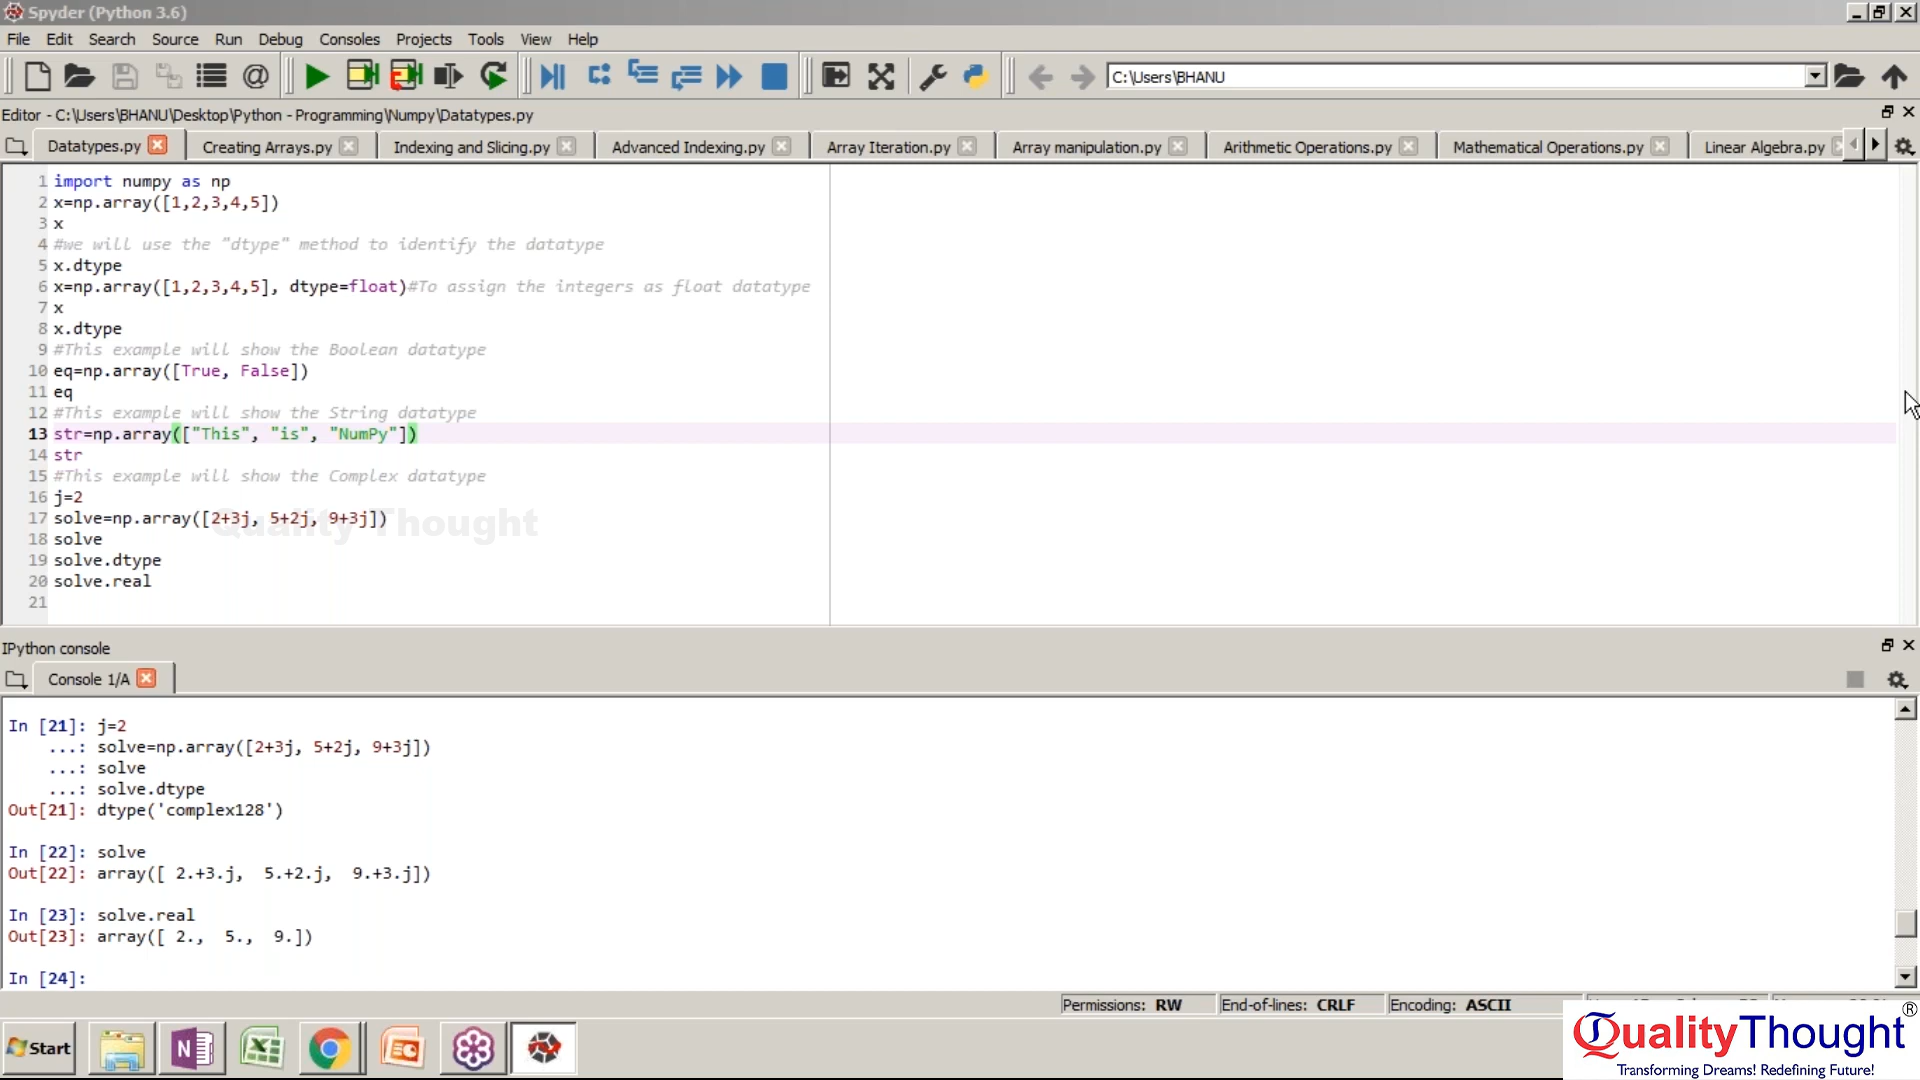 Spyder (Python 3.6)
File Edit Search Source Run Debug Consoles Projects Tools View Help
C:\Users\BHANU
Editor - C:\Users\BHANU\Desktop\Python - Programming\Numpy\Datatypes.py
Datatypes.py Creating Arrays.py Indexing and Slicing.py Advanced Indexing.py Array Iteration.py Array manipulation.py Arithmetic Operations.py Mathematical Operations.py Linear Algebra.py
1 import numpy as np
2 x=np.array([1,2,3,4,5])
3 x
4 #we will use the "dtype" method to identify the datatype
5 x.dtype
6 x=np.array([1,2,3,4,5], dtype=float)#To assign the integers as float datatype
7 x
8 x.dtype
9 #This example will show the Boolean datatype
10 eq=np.array([True, False])
11 eq
12 #This example will show the String datatype
13 str=np.array(["This", "is", "NumPy"])
14 str
15 #This example will show the Complex datatype
16 j=2
17 solve=np.array([2+3j, 5+2j, 9+3j])
Quality Thought
18 solve
19 solve.dtype
20 solve.real
21
IPython console
Console 1/A
In [21]: j=2
...: solve=np.array([2+3j, 5+2j, 9+3j])
...: solve
...: solve.dtype
Out[21]: dtype('complex128')
In [22]: solve
Out[22]: array([ 2.+3.j,  5.+2.j,  9.+3.j])
In [23]: solve.real
Out[23]: array([ 2.,  5.,  9.])
In [24]:
Permissions: RW End-of-lines: CRLF Encoding: ASCII
Start
QualityThought®
Transforming Dreams! Redefining Future!